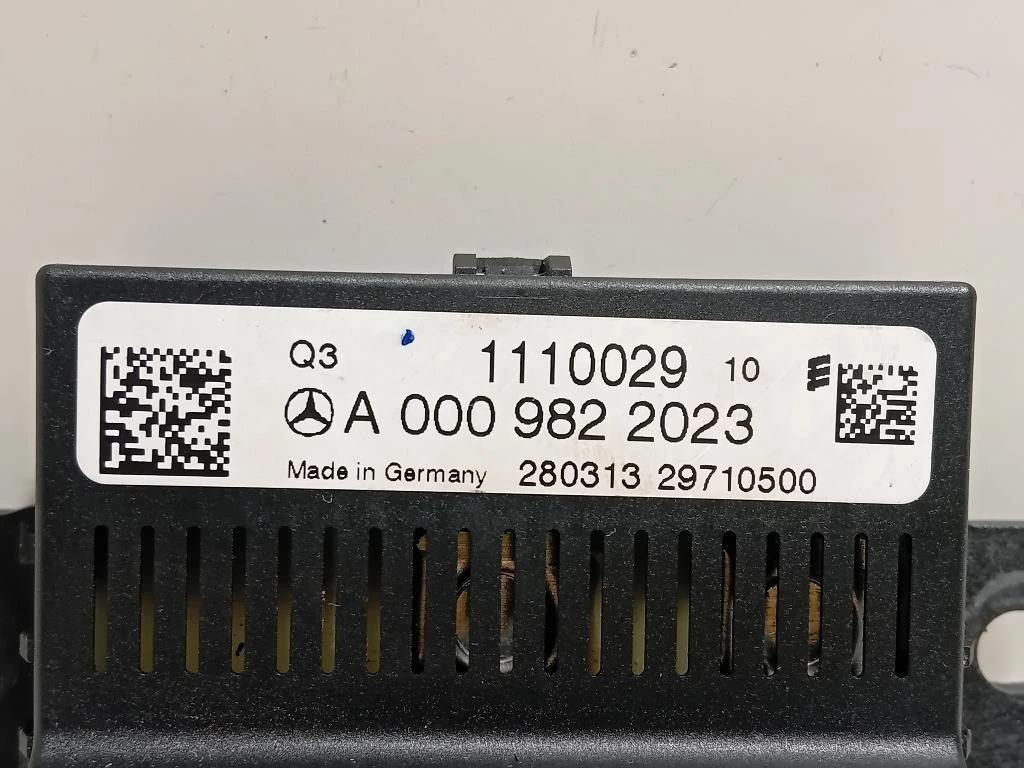 Q3 1110029 10
A 000 982 2023
Made in Germany 280313 29710500